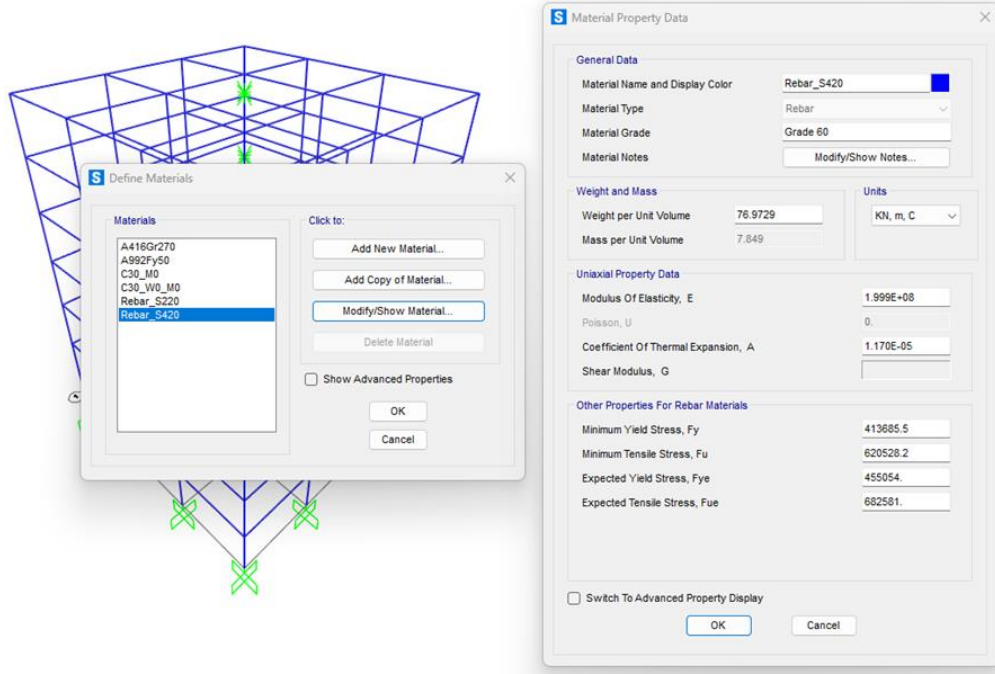 S Define Materials
Materials
A416Gr270
A992Fy50
C30_M0
C30_W0_M0
Rebar_S220
Rebar_S420
Click to:
Add New Material...
Add Copy of Material...
Modify/Show Material...
Delete Material
Show Advanced Properties
OK
Cancel
S Material Property Data
General Data
Material Name and Display Color Rebar_S420
Material Type Rebar
Material Grade Grade 60
Material Notes Modify/Show Notes...
Weight and Mass
Weight per Unit Volume 76.9729
Mass per Unit Volume 7.849
Units
KN, m, C
Uniaxial Property Data
Modulus Of Elasticity, E 1.999E+08
Poisson, U 0.
Coefficient Of Thermal Expansion, A 1.170E-05
Shear Modulus, G
Other Properties For Rebar Materials
Minimum Yield Stress, Fy 413685.5
Minimum Tensile Stress, Fu 620528.2
Expected Yield Stress, Fye 455054.
Expected Tensile Stress, Fue 682581.
Switch To Advanced Property Display
OK Cancel